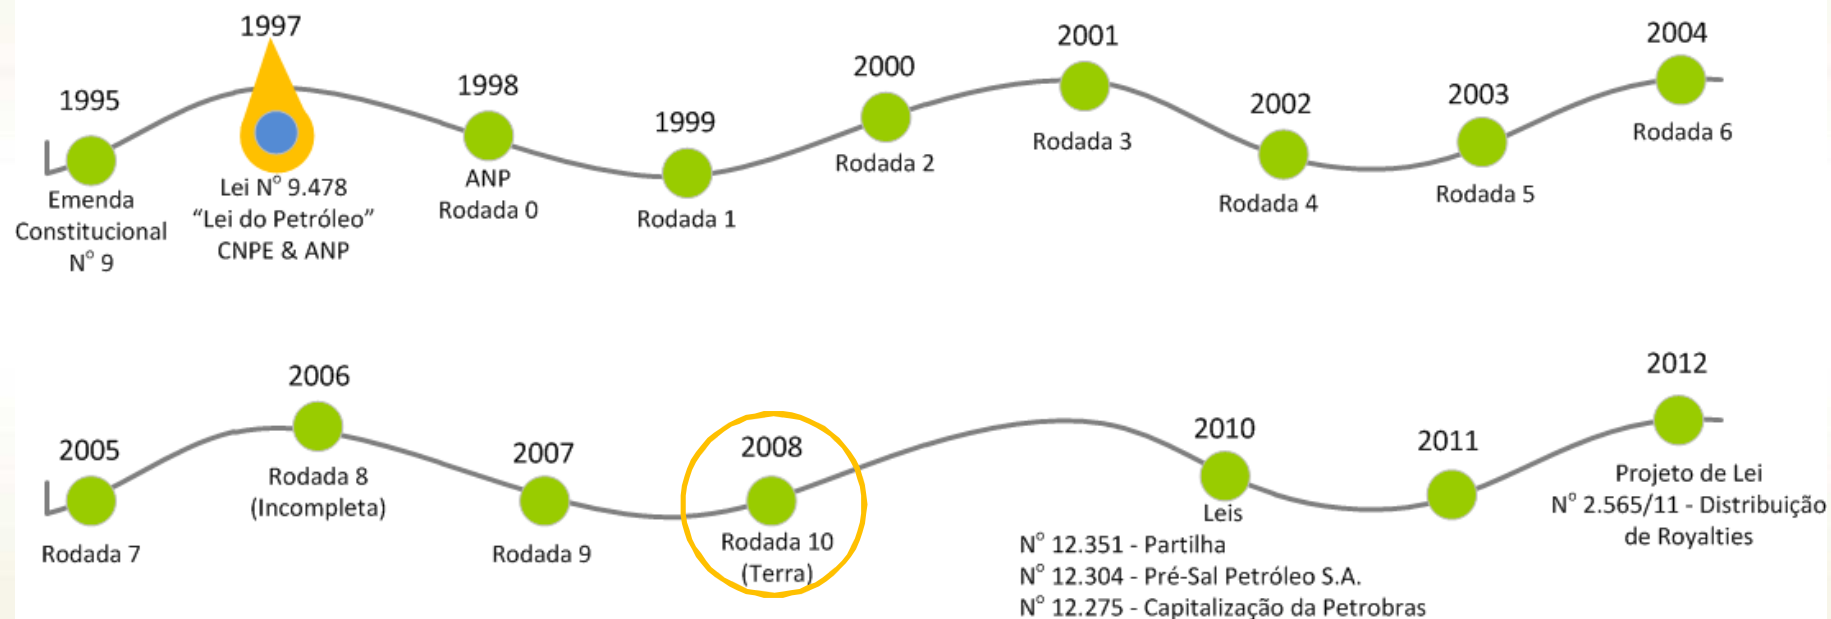 1995
Emenda
Constitucional
N° 9
1997
Lei N° 9.478
“Lei do Petróleo”
CNPE & ANP
1998
ANP
Rodada 0
1999
Rodada 1
2000
Rodada 2
2001
Rodada 3
2002
Rodada 4
2003
Rodada 5
2004
Rodada 6
2005
Rodada 7
2006
Rodada 8
(Incompleta)
2007
Rodada 9
2008
Rodada 10
(Terra)
2010
Leis
N° 12.351 - Partilha
N° 12.304 - Pré-Sal Petróleo S.A.
N° 12.275 - Capitalização da Petrobras
2011
2012
Projeto de Lei
N° 2.565/11 - Distribuição
de Royalties